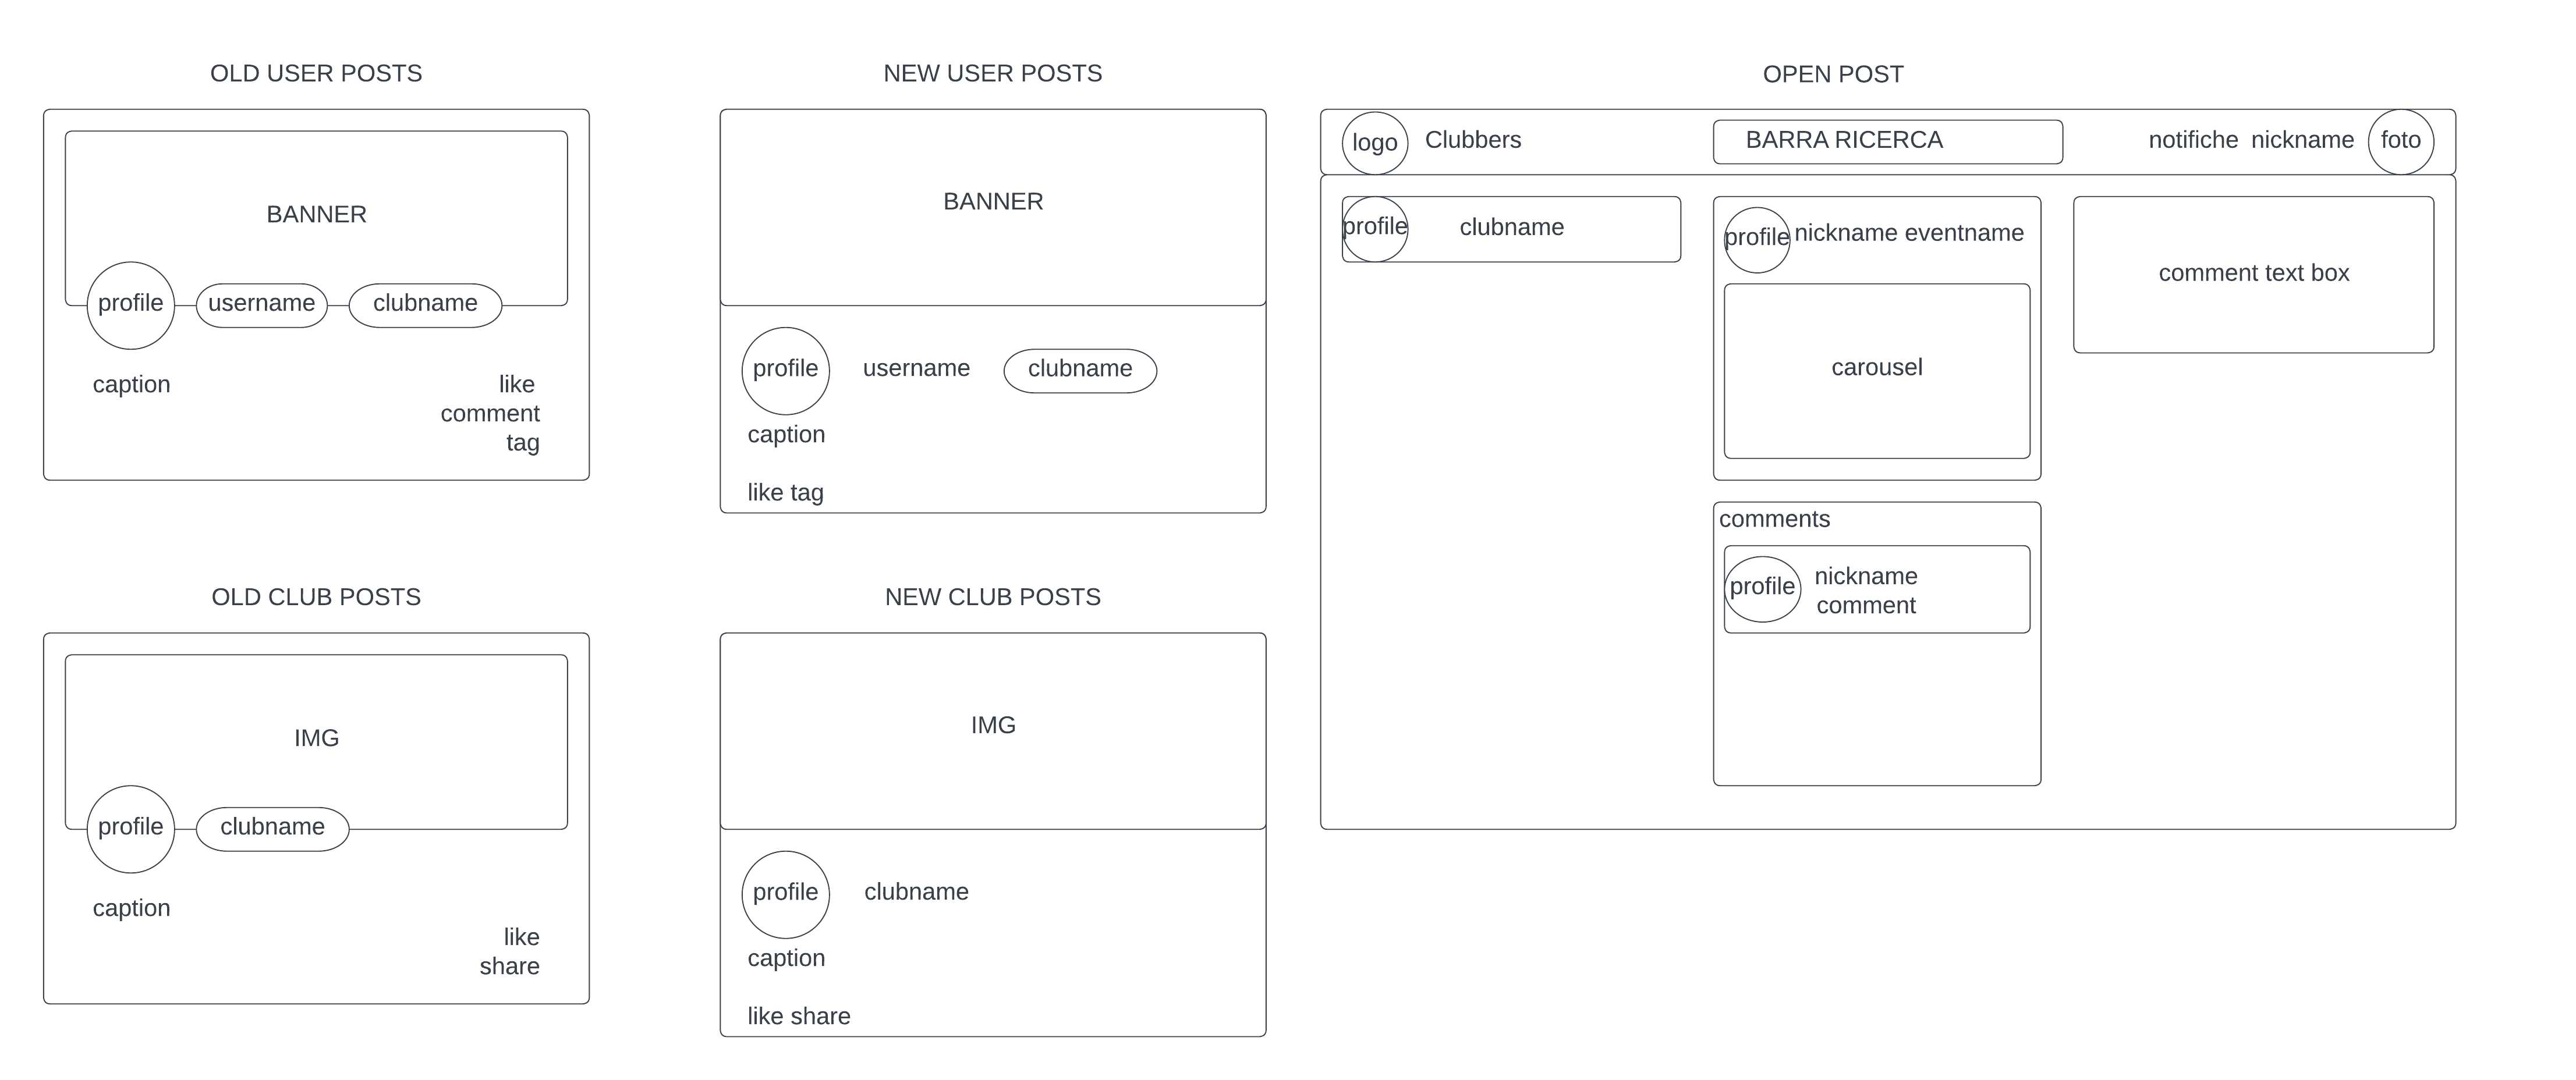 OLD USER POSTS
BANNER
profile
username
clubname
caption
like
comment
tag
NEW USER POSTS
BANNER
profile
username
clubname
caption
like tag
OPEN POST
logo
Clubbers
BARRA RICERCA
notifiche nickname
foto
profile
clubname
profile
nickname eventname
carousel
comment text box
comments
profile
nickname
comment
OLD CLUB POSTS
IMG
profile
clubname
caption
like
share
NEW CLUB POSTS
IMG
profile
clubname
caption
like share